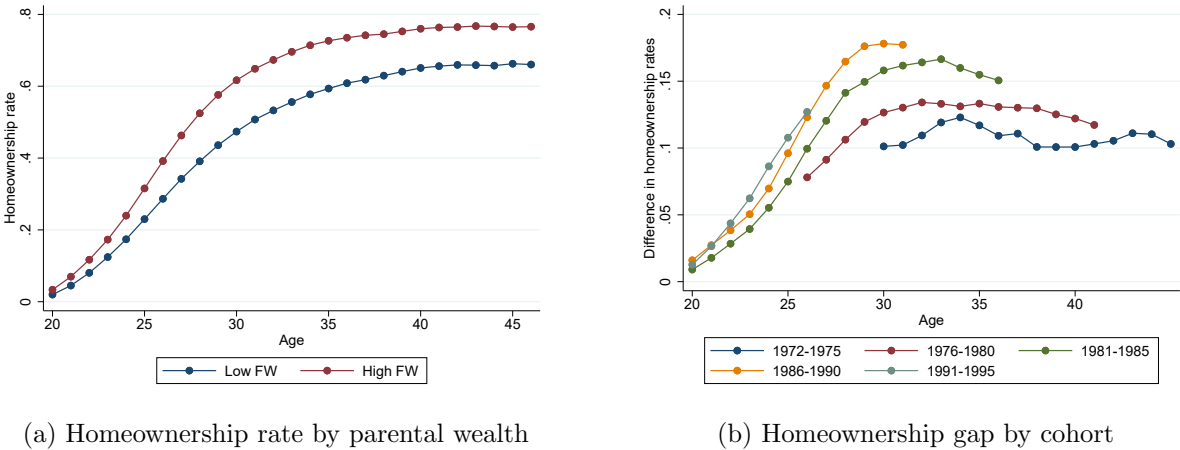 0 .2 .4 .6 .8
Homeownership rate
20 25 30 35 40 45
Age
Low FW High FW
(a) Homeownership rate by parental wealth
0 .05 .1 .15 .2
Difference in homeownership rates
20 25 30 35 40
Age
1972-1975 1976-1980 1981-1985
1986-1990 1991-1995
(b) Homeownership gap by cohort